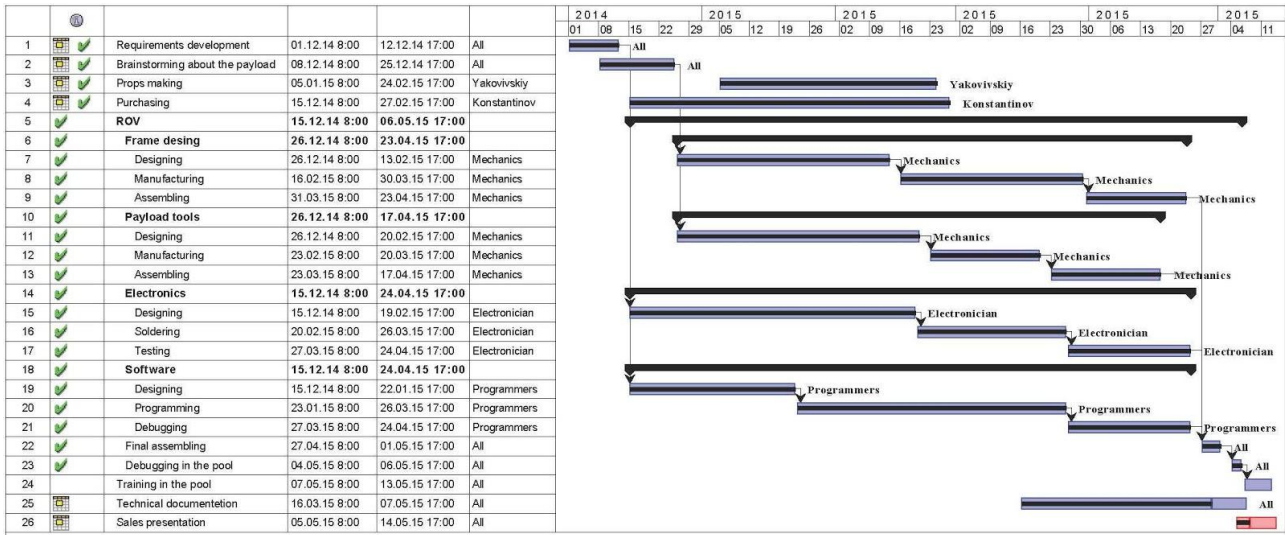 2014 2015 2015 2015 2015 2015
01 08 15 22 29 05 12 19 26 02 09 16 23 02 09 16 23 30 06 13 20 27 04 11
1 Requirements development 01.12.14 8:00 12.12.14 17:00 All All
2 Brainstorming about the payload 08.12.14 8:00 25.12.14 17:00 All All
3 Props making 05.01.15 8:00 24.02.15 17:00 Yakovivskiy Yakovivskiy
4 Purchasing 15.12.14 8:00 27.02.15 17:00 Konstantinov Konstantinov
5 ROV 15.12.14 8:00 06.05.15 17:00
6 Frame desing 26.12.14 8:00 23.04.15 17:00
7 Designing 26.12.14 8:00 13.02.15 17:00 Mechanics Mechanics
8 Manufacturing 16.02.15 8:00 30.03.15 17:00 Mechanics Mechanics
9 Assembling 31.03.15 8:00 23.04.15 17:00 Mechanics Mechanics
10 Payload tools 26.12.14 8:00 17.04.15 17:00
11 Designing 26.12.14 8:00 20.02.15 17:00 Mechanics Mechanics
12 Manufacturing 23.02.15 8:00 20.03.15 17:00 Mechanics Mechanics
13 Assembling 23.03.15 8:00 17.04.15 17:00 Mechanics Mechanics
14 Electronics 15.12.14 8:00 24.04.15 17:00
15 Designing 15.12.14 8:00 19.02.15 17:00 Electronician Electronician
16 Soldering 20.02.15 8:00 26.03.15 17:00 Electronician Electronician
17 Testing 27.03.15 8:00 24.04.15 17:00 Electronician Electronician
18 Software 15.12.14 8:00 24.04.15 17:00
19 Designing 15.12.14 8:00 22.01.15 17:00 Programmers Programmers
20 Programming 23.01.15 8:00 26.03.15 17:00 Programmers Programmers
21 Debugging 27.03.15 8:00 24.04.15 17:00 Programmers Programmers
22 Final assembling 27.04.15 8:00 01.05.15 17:00 All All
23 Debugging in the pool 04.05.15 8:00 06.05.15 17:00 All All
24 Training in the pool 07.05.15 8:00 13.05.15 17:00 All
25 Technical documentetion 16.03.15 8:00 07.05.15 17:00 All All
26 Sales presentation 05.05.15 8:00 14.05.15 17:00 All